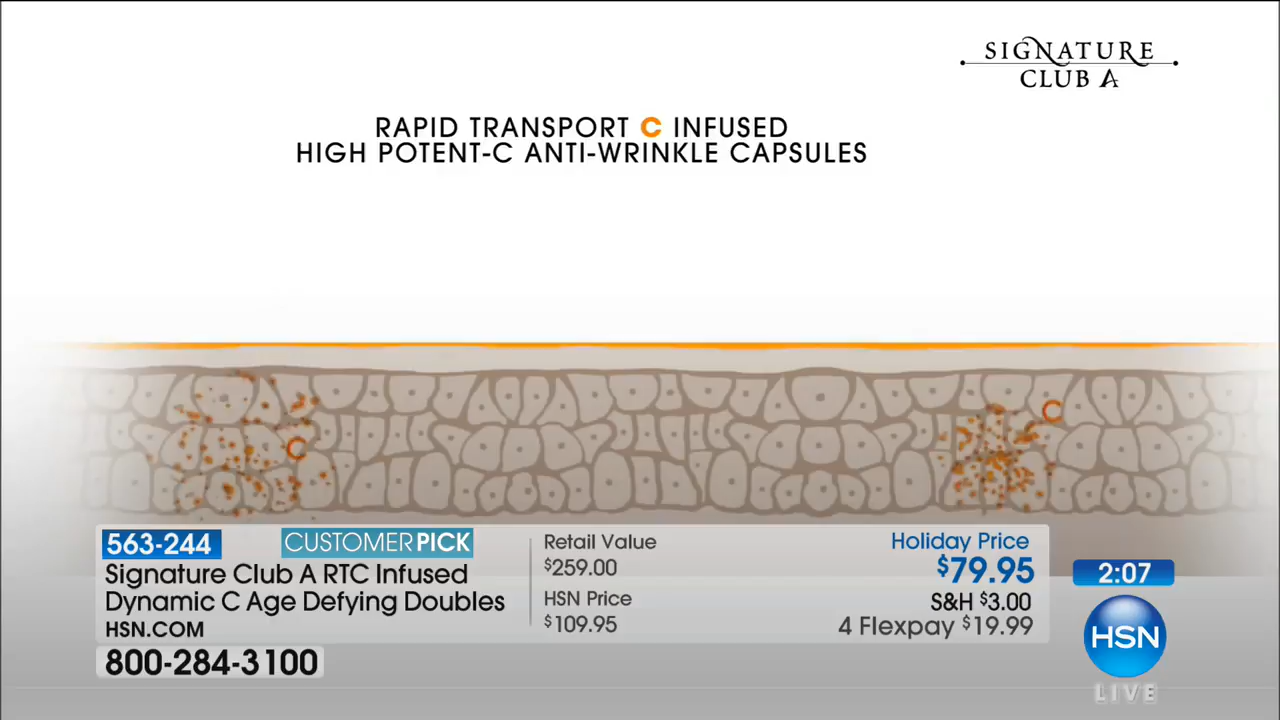 SIGNATURE
CLUB A
RAPID TRANSPORT C INFUSED
HIGH POTENT-C ANTI-WRINKLE CAPSULES
C
C
563-244
CUSTOMER PICK
Signature Club A RTC Infused
Dynamic C Age Defying Doubles
HSN.COM
800-284-3100
Retail Value
$259.00
HSN Price
$109.95
Holiday Price
$79.95
S&H $3.00
4 Flexpay $19.99
2:07
HSN
LIVE